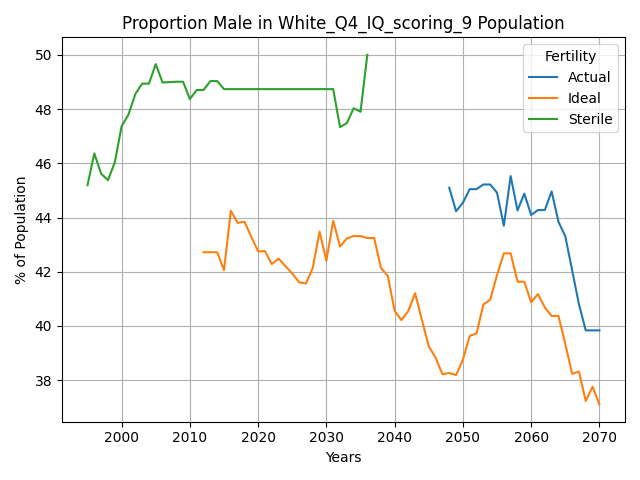 Proportion Male in White_Q4_IQ_scoring_9 Population
Fertility
Actual
Ideal
Sterile
% of Population
50
48
46
44
42
40
38
2000
2010
2020
2030
2040
2050
2060
2070
Years